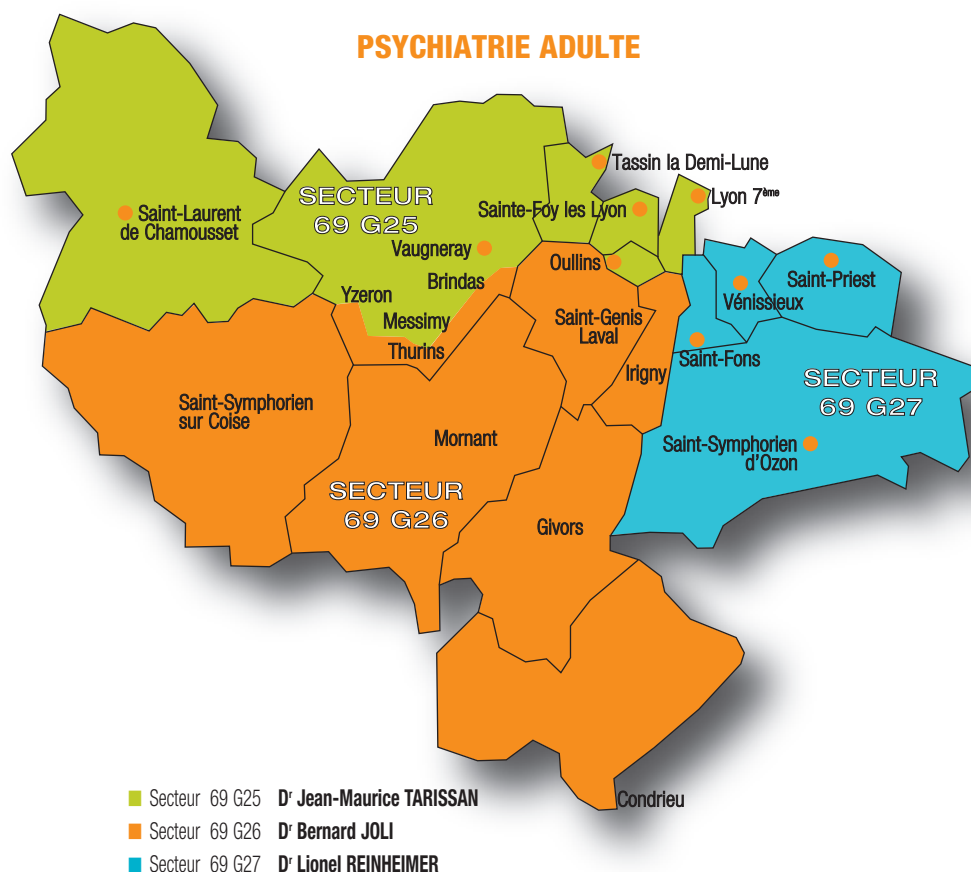 PSYCHIATRIE ADULTE
Tassin la Demi-Lune
Lyon 7ème
SECTEUR
69 G25
Sainte-Foy les Lyon
Saint-Laurent
de Chamousset
Vaugneray
Oullins
Brindas
Saint-Priest
Yzeron
Vénissieux
Messimy
Saint-Genis
Laval
Thurins
Saint-Fons
Irigny
SECTEUR
69 G27
Saint-Symphorien
sur Coise
Mornant
Saint-Symphorien
d'Ozon
SECTEUR
69 G26
Givors
Condrieu
Secteur 69 G25 Dr Jean-Maurice TARISSAN
Secteur 69 G26 Dr Bernard JOLI
Secteur 69 G27 Dr Lionel REINHEIMER